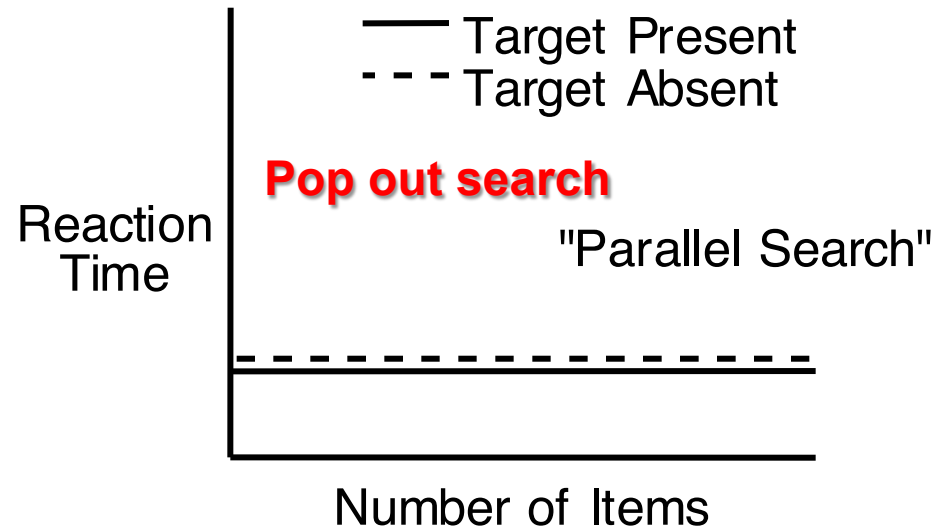 Target Present
Target Absent
Pop out search
Reaction
Time
"Parallel Search"
Number of Items